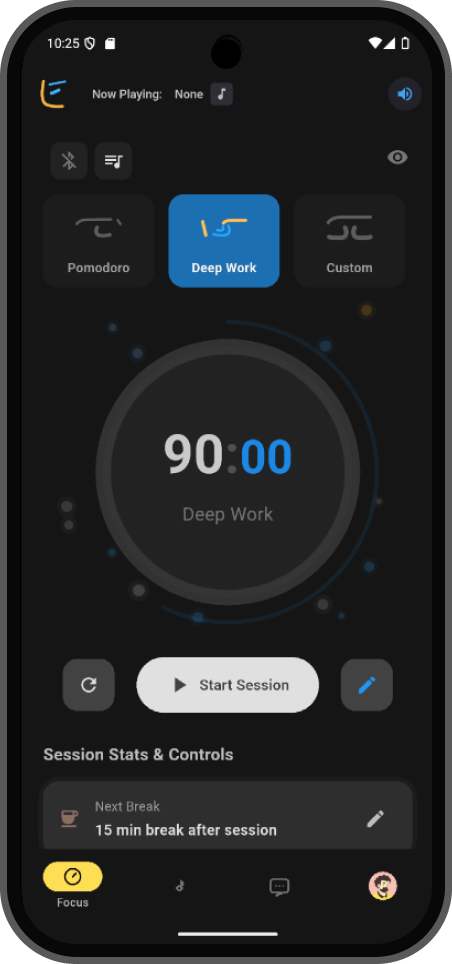 10:25
Now Playing: None
Pomodoro
Deep Work
Custom
90:00
Deep Work
Start Session
Session Stats & Controls
Next Break
15 min break after session
Focus